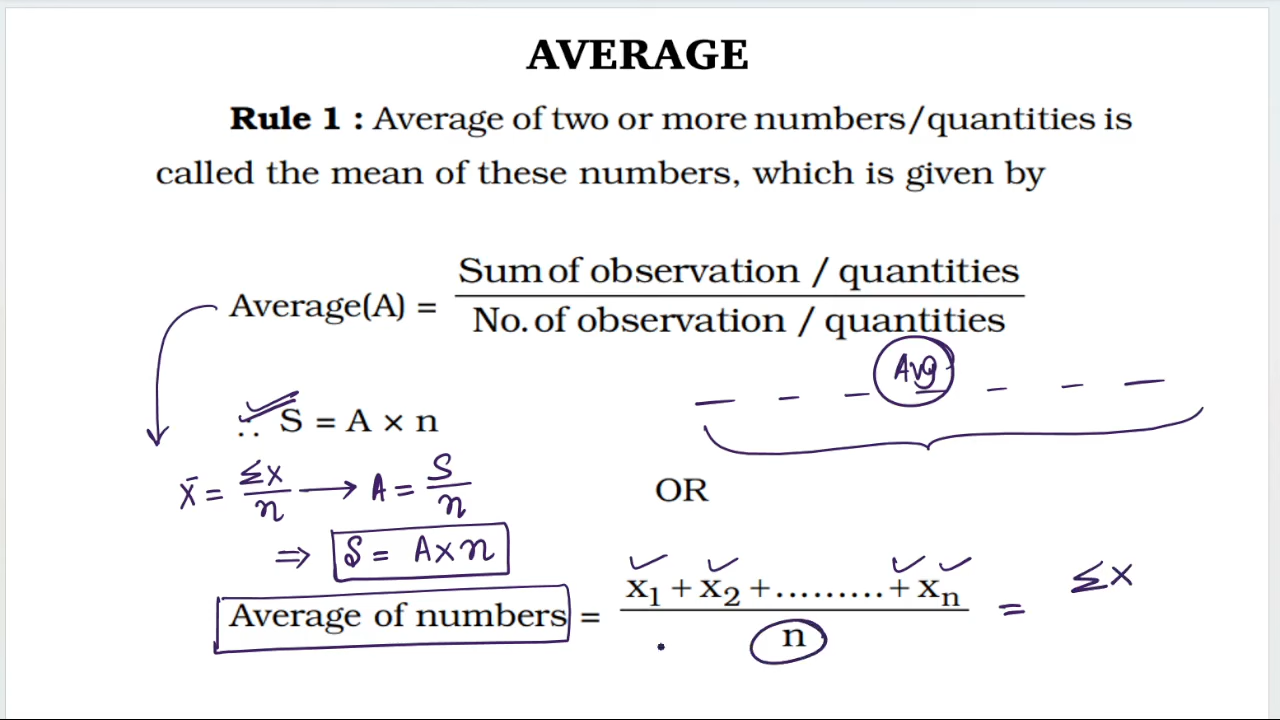 AVERAGE
Rule 1 : Average of two or more numbers/quantities is
called the mean of these numbers, which is given by
Average(A) = Sum of observation / quantities
No. of observation / quantities
Avg
∴ S = A × n
x̄ = Σx/n → A = S/n
OR
⇒ S = A×n
Average of numbers = x₁ + x₂ + ......... + xₙ / n = Σx